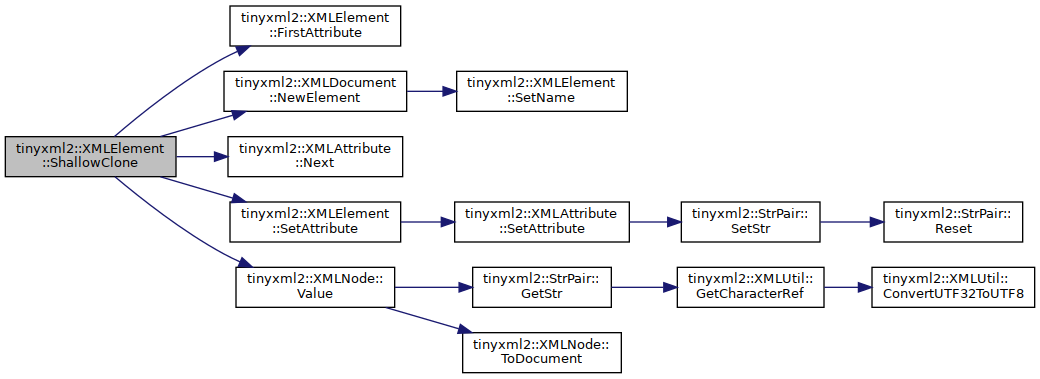 tinyxml2::XMLElement
::FirstAttribute
tinyxml2::XMLDocument
::NewElement
tinyxml2::XMLElement
::SetName
tinyxml2::XMLElement
::ShallowClone
tinyxml2::XMLAttribute
::Next
tinyxml2::XMLElement
::SetAttribute
tinyxml2::XMLAttribute
::SetAttribute
tinyxml2::StrPair::
SetStr
tinyxml2::StrPair::
Reset
tinyxml2::XMLNode::
Value
tinyxml2::StrPair::
GetStr
tinyxml2::XMLUtil::
GetCharacterRef
tinyxml2::XMLUtil::
ConvertUTF32ToUTF8
tinyxml2::XMLNode::
ToDocument